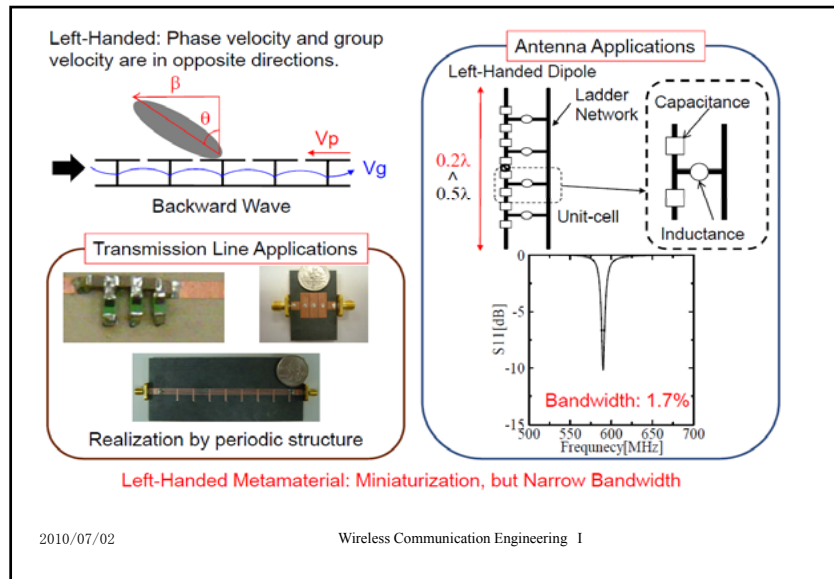 Left-Handed: Phase velocity and group
velocity are in opposite directions.
β
θ
Vp
Vg
Backward Wave
Transmission Line Applications
Realization by periodic structure
Antenna Applications
Left-Handed Dipole
Ladder
Network
Capacitance
0.2λ
^
0.5λ
Unit-cell
Inductance
S11[dB]
0
-5
-10
-15
Bandwidth: 1.7%
500
550
600
650
700
Frequnecy[MHz]
Left-Handed Metamaterial: Miniaturization, but Narrow Bandwidth
2010/07/02
Wireless Communication Engineering I